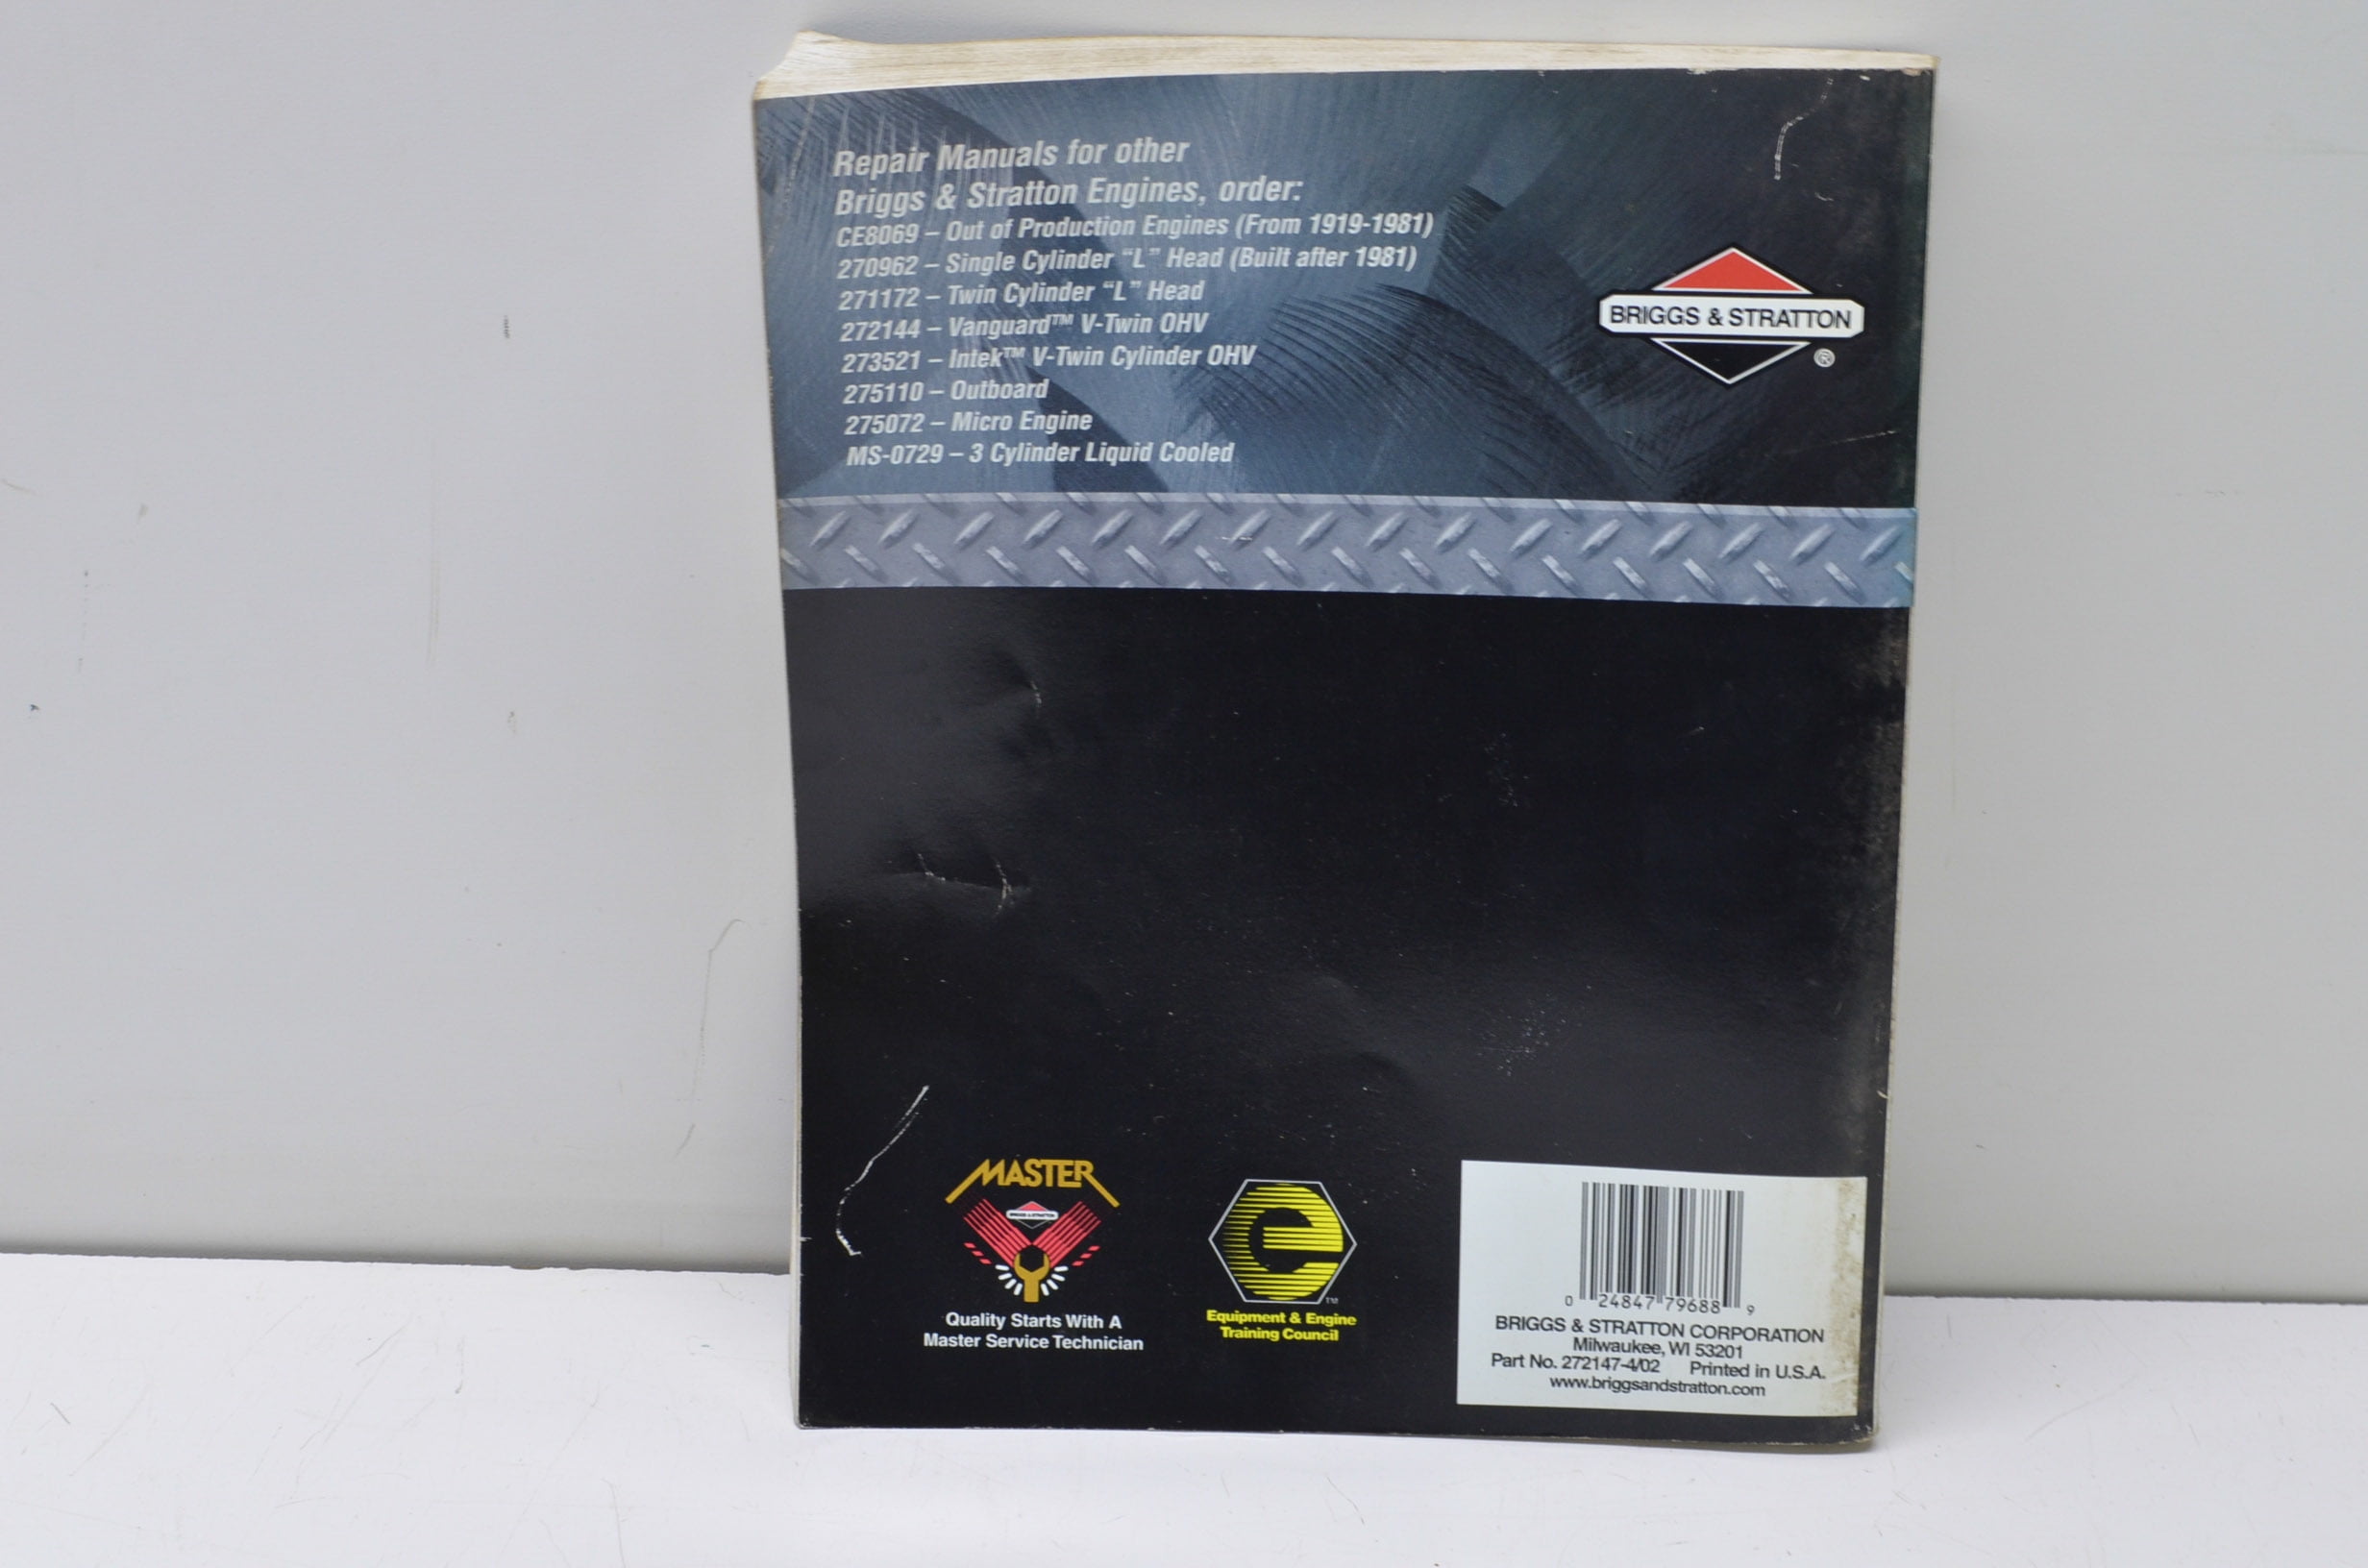 Repair Manuals for other
Briggs & Stratton Engines, order:
CE8069 – Out of Production Engines (From 1919-1981)
270962 – Single Cylinder “L” Head (Built after 1981)
271172 – Twin Cylinder “L” Head
272144 – Vanguard™ V-Twin OHV
273521 – Intek™ V-Twin Cylinder OHV
275110 – Outboard
275072 – Micro Engine
MS-0729 – 3 Cylinder Liquid Cooled
BRIGGS & STRATTON
®
MASTER
BRIGGS & STRATTON
Quality Starts With A
Master Service Technician
e
TM
Equipment & Engine
Training Council
0 24847 79688 9
BRIGGS & STRATTON CORPORATION
Milwaukee, WI 53201
Part No. 272147-4/02 Printed in U.S.A.
www.briggsandstratton.com